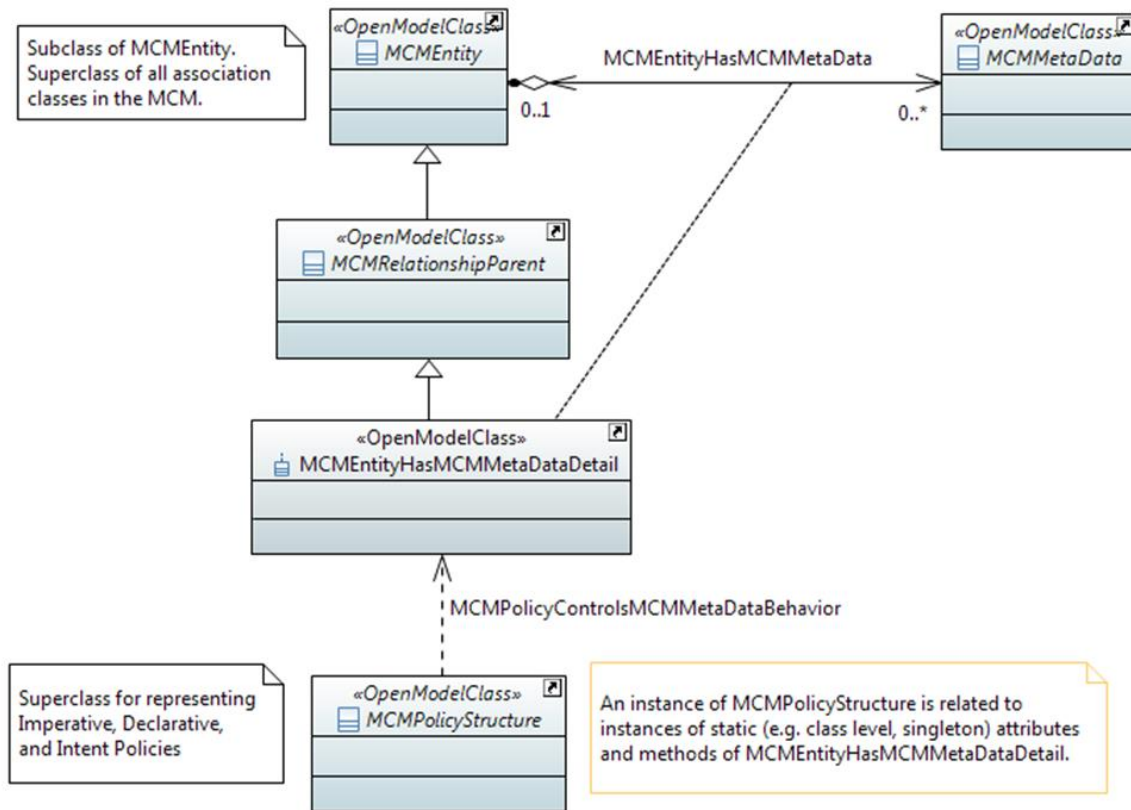 «OpenModelClass»
MCMEntity
«OpenModelClass»
MCMMetaData
Subclass of MCMEntity.
Superclass of all association
classes in the MCM.
MCMEntityHasMCMMetaData
0..1
0..*
«OpenModelClass»
MCMRelationshipParent
«OpenModelClass»
MCMEntityHasMCMMetaDataDetail
MCMPolicyControlsMCMMetaDataBehavior
Superclass for representing
Imperative, Declarative,
and Intent Policies
«OpenModelClass»
MCMPolicyStructure
An instance of MCMPolicyStructure is related to
instances of static (e.g. class level, singleton) attributes
and methods of MCMEntityHasMCMMetaDataDetail.